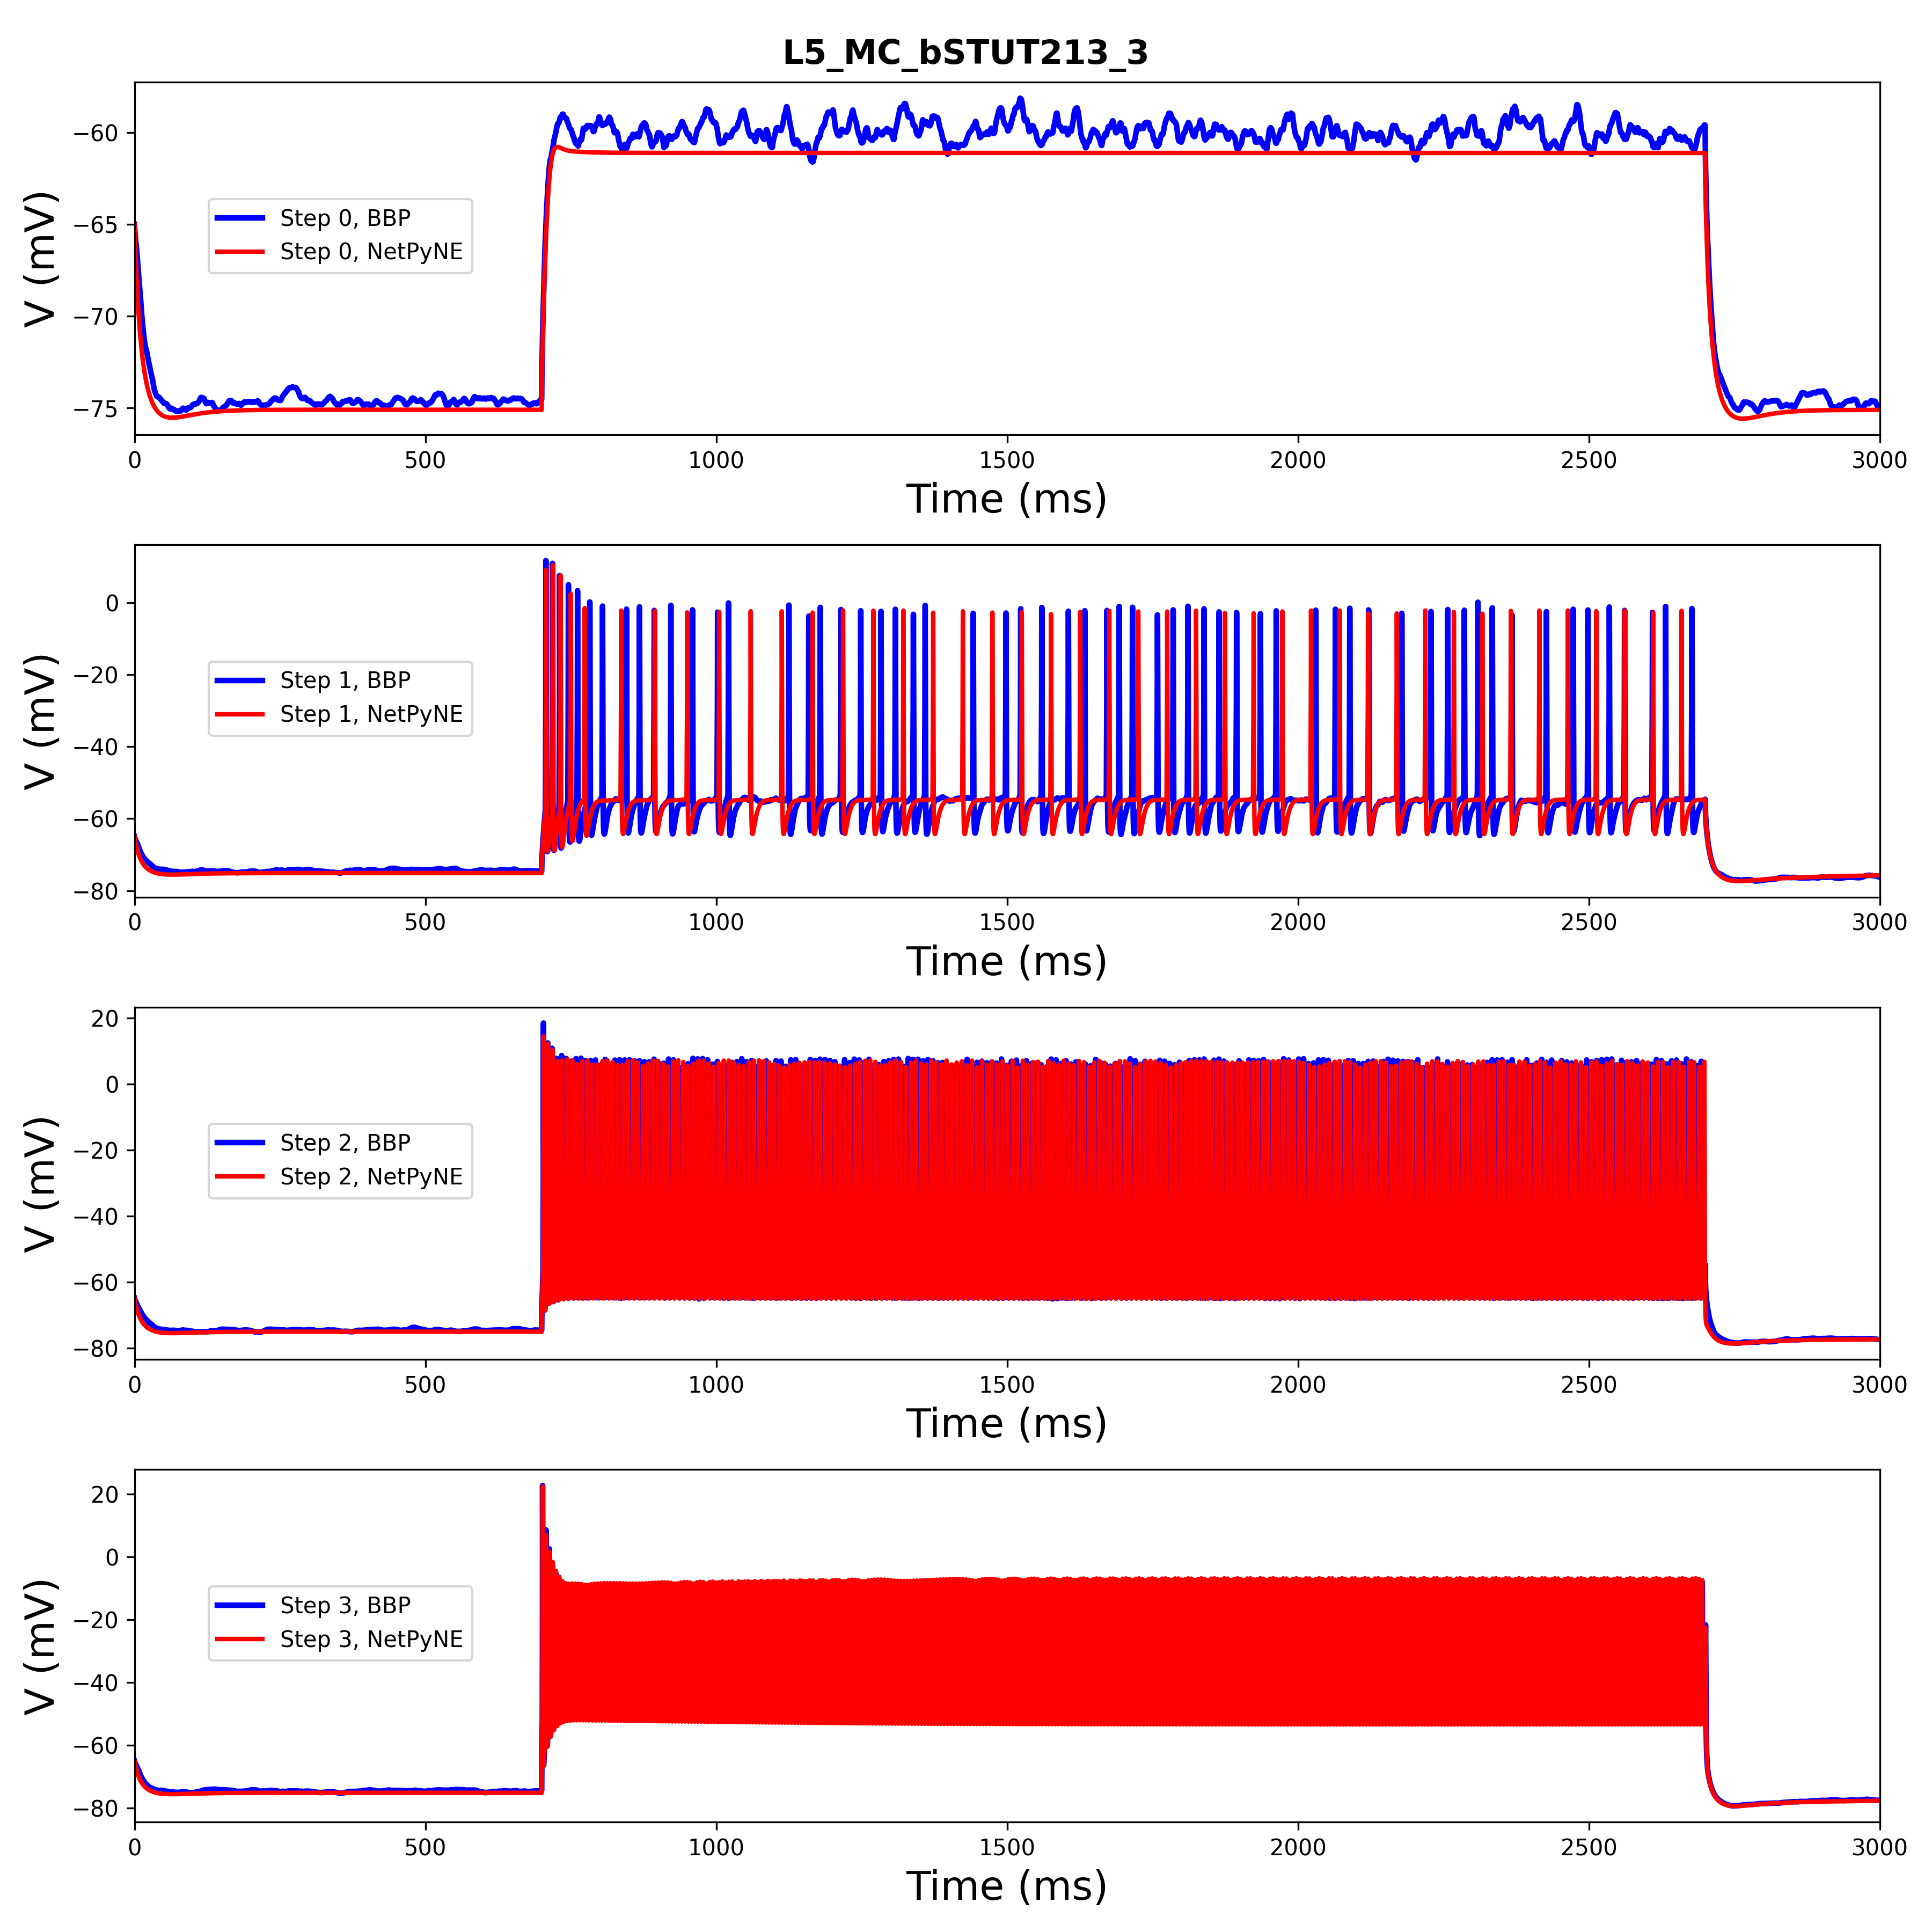 L5_MC_bSTUT213_3
−60
−65
−70
−75
V (mV)
Step 0, BBP
Step 0, NetPyNE
0 500 1000 1500 2000 2500 3000
Time (ms)
0
−20
−40
−60
−80
V (mV)
Step 1, BBP
Step 1, NetPyNE
0 500 1000 1500 2000 2500 3000
Time (ms)
20
0
−20
−40
−60
−80
V (mV)
Step 2, BBP
Step 2, NetPyNE
0 500 1000 1500 2000 2500 3000
Time (ms)
20
0
−20
−40
−60
−80
V (mV)
Step 3, BBP
Step 3, NetPyNE
0 500 1000 1500 2000 2500 3000
Time (ms)